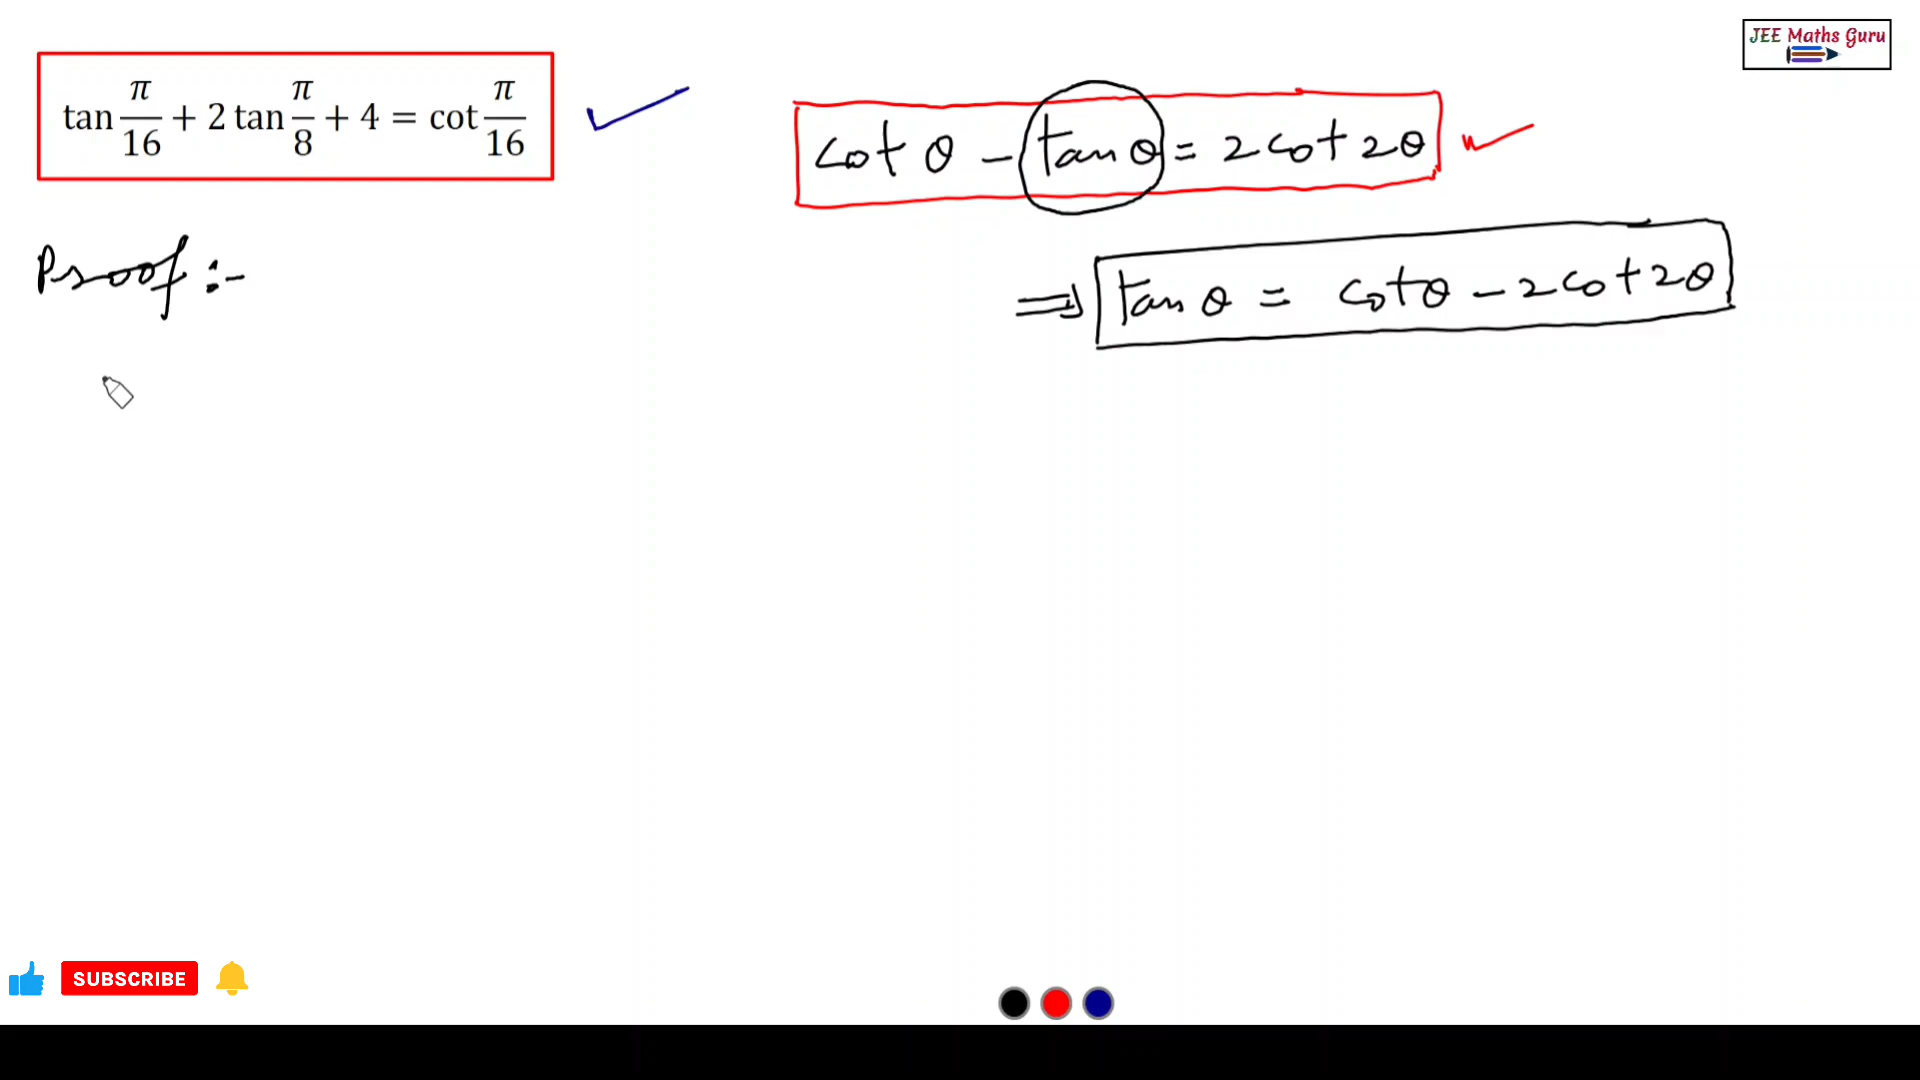 JEE Maths Guru
tan π/16 + 2 tan π/8 + 4 = cot π/16
cot θ - tan θ = 2 cot 2θ
Proof :-
⇒ tan θ = cot θ - 2 cot 2θ
SUBSCRIBE